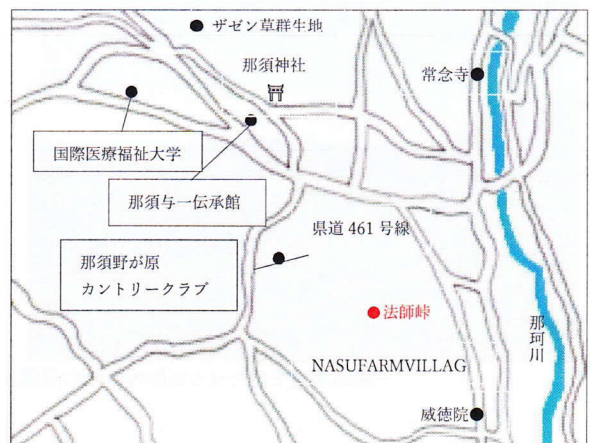 ザゼン草群生地
那須神社
常念寺
国際医療福祉大学
那須与一伝承館
県道 461 号線
那須野が原
カントリークラブ
法師峠
那珂川
NASUFARMVILLAG
威徳院